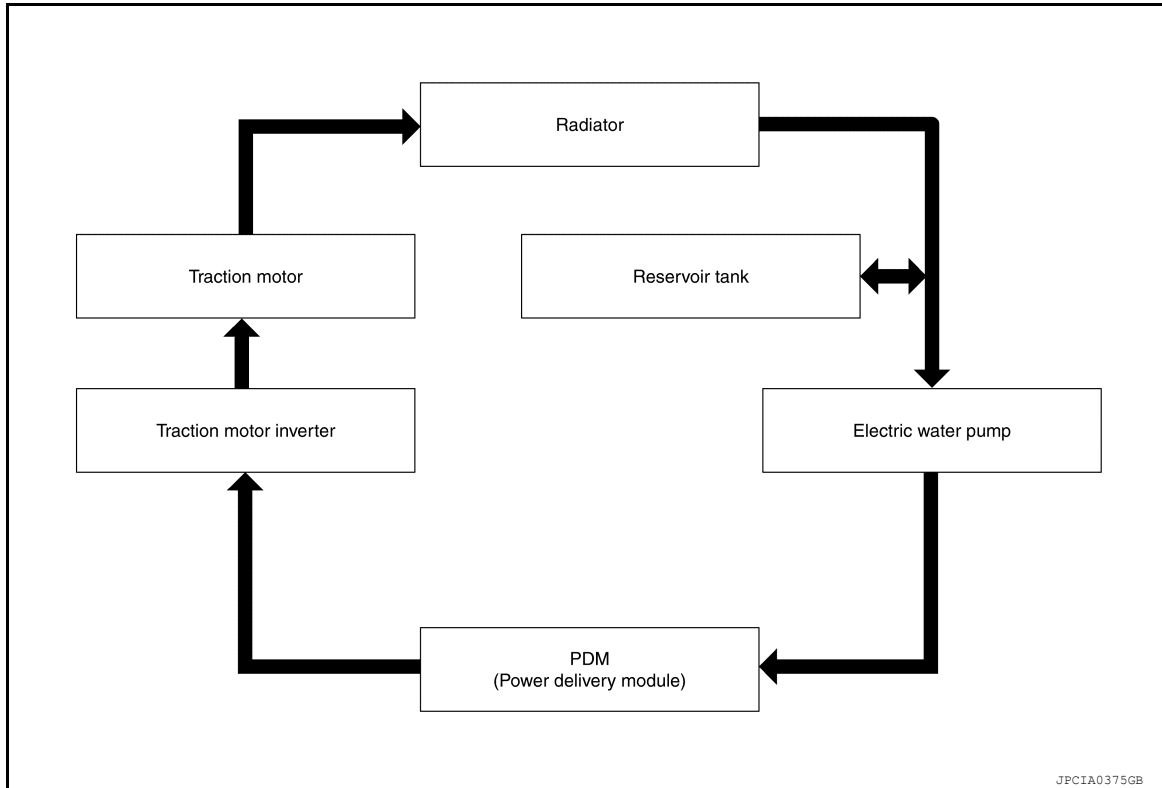 Radiator
Traction motor
Reservoir tank
Traction motor inverter
Electric water pump
PDM
(Power delivery module)
JPCIA0375GB